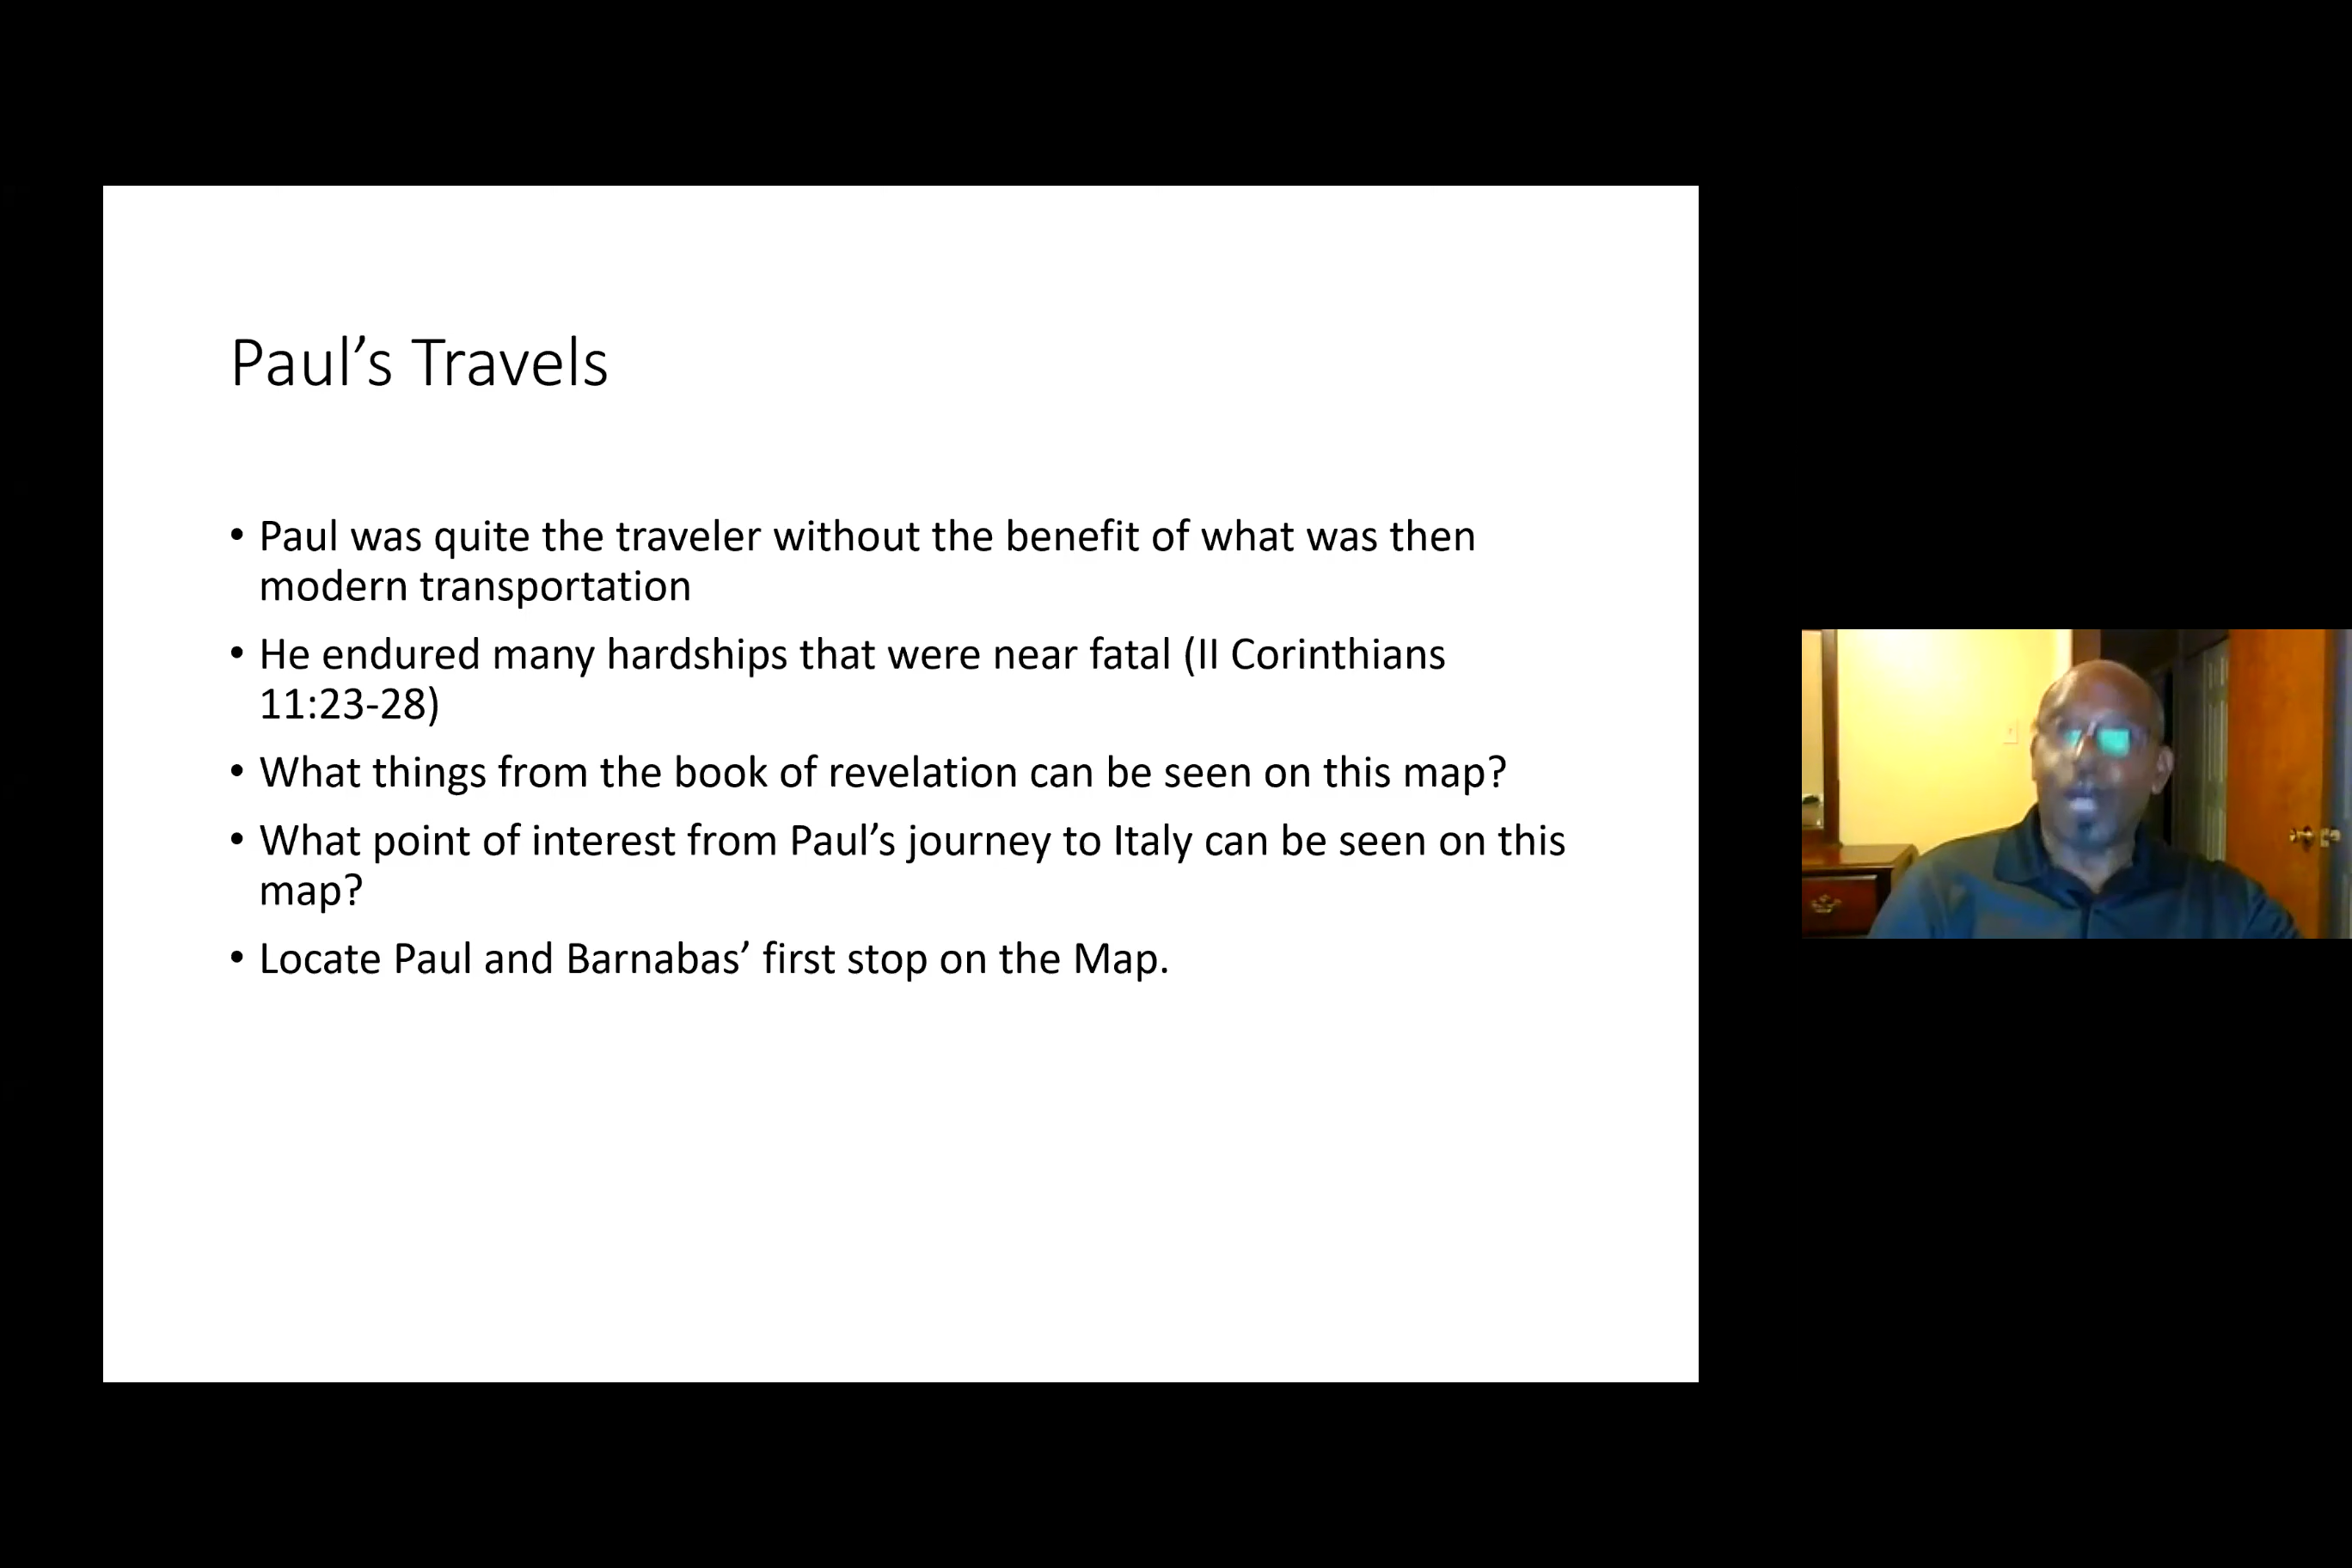 Paul’s Travels
• Paul was quite the traveler without the benefit of what was then
modern transportation
• He endured many hardships that were near fatal (II Corinthians
11:23-28)
• What things from the book of revelation can be seen on this map?
• What point of interest from Paul’s journey to Italy can be seen on this
map?
• Locate Paul and Barnabas’ first stop on the Map.